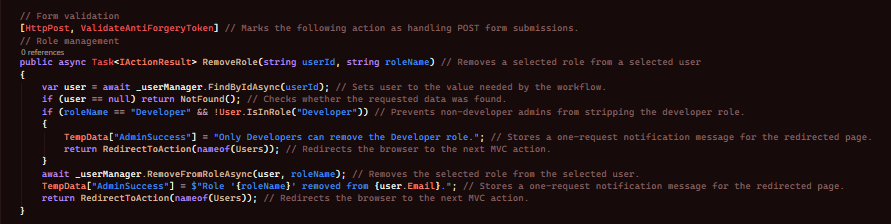 // Form validation
[HttpPost, ValidateAntiForgeryToken] // Marks the following action as handling POST form submissions.
// Role management
0 references
public async Task<IActionResult> RemoveRole(string userId, string roleName) // Removes a selected role from a selected user
{
    var user = await _userManager.FindByIdAsync(userId); // Sets user to the value needed by the workflow.
    if (user == null) return NotFound(); // Checks whether the requested data was found.
    if (roleName == "Developer" && !User.IsInRole("Developer")) // Prevents non-developer admins from stripping the developer role.
    {
        TempData["AdminSuccess"] = "Only Developers can remove the Developer role."; // Stores a one-request notification message for the redirected page.
        return RedirectToAction(nameof(Users)); // Redirects the browser to the next MVC action.
    }
    await _userManager.RemoveFromRoleAsync(user, roleName); // Removes the selected role from the selected user.
    TempData["AdminSuccess"] = $"Role '{roleName}' removed from {user.Email}."; // Stores a one-request notification message for the redirected page.
    return RedirectToAction(nameof(Users)); // Redirects the browser to the next MVC action.
}